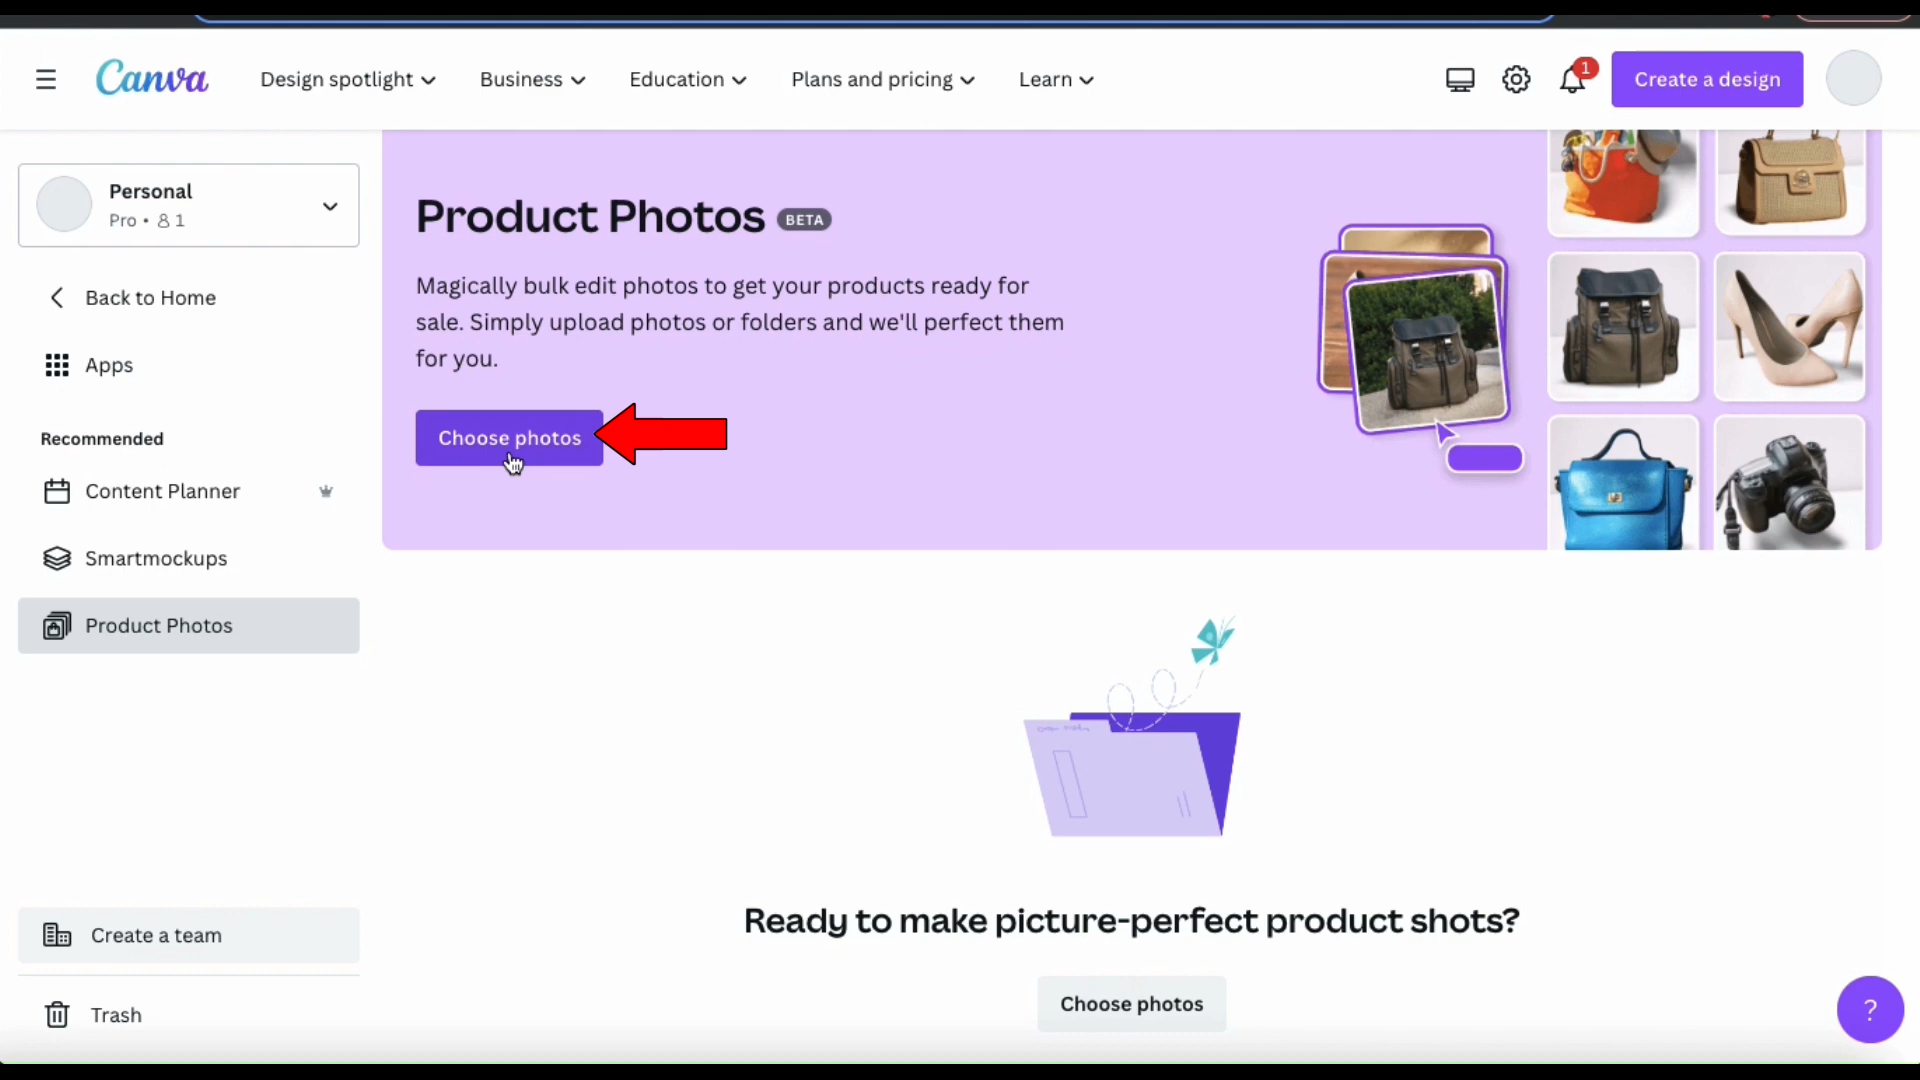 Canva
Design spotlight
Business
Education
Plans and pricing
Learn
1
Create a design
Personal
Pro • 1
Back to Home
Apps
Recommended
Content Planner
Smartmockups
Product Photos
Create a team
Trash
Product Photos BETA
Magically bulk edit photos to get your products ready for
sale. Simply upload photos or folders and we'll perfect them
for you.
Choose photos
Ready to make picture-perfect product shots?
Choose photos
?